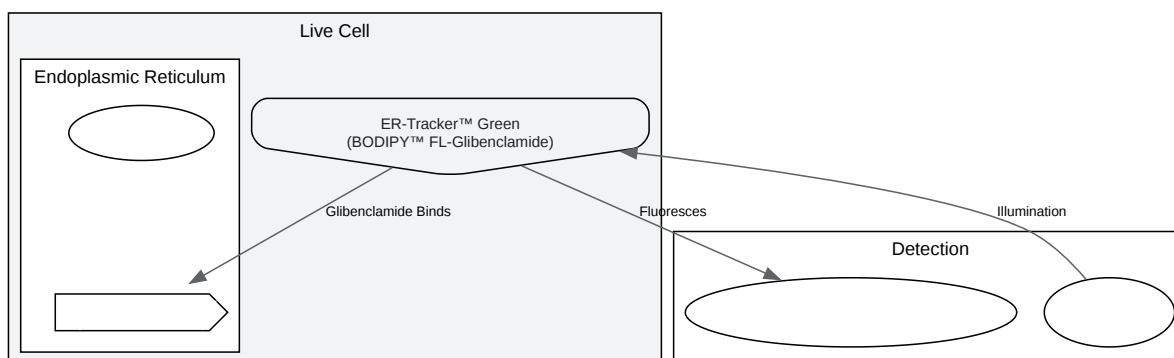 Live Cell
Endoplasmic Reticulum
ER-Tracker™ Green
(BODIPY™ FL-Glibenclamide)
Glibenclamide Binds
Fluoresces
Illumination
Detection